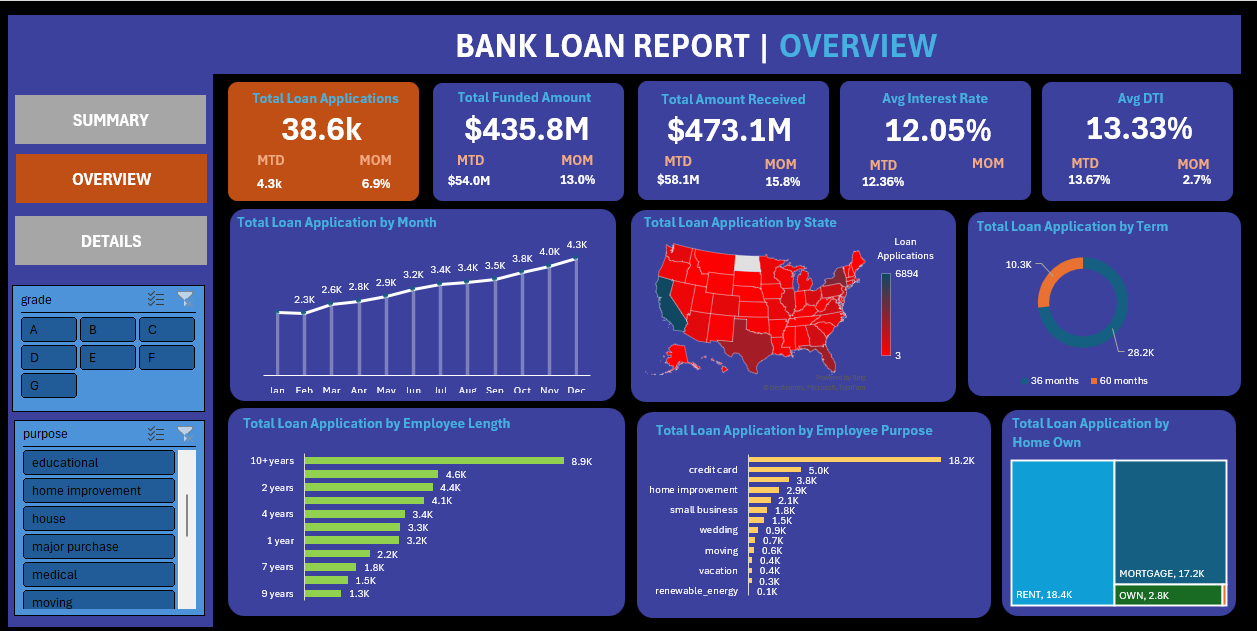 BANK LOAN REPORT | OVERVIEW
SUMMARY
OVERVIEW
DETAILS
grade
A B C
D E F
G
purpose
educational
home improvement
house
major purchase
medical
moving
Total Loan Applications
38.6k
MTD MOM
4.3k 6.9%
Total Funded Amount
$435.8M
MTD MOM
$54.0M 13.0%
Total Amount Received
$473.1M
MTD MOM
$58.1M 15.8%
Avg Interest Rate
12.05%
MTD MOM
12.36%
Avg DTI
13.33%
MTD MOM
13.67% 2.7%
Total Loan Application by Month
2.3K 2.6K 2.8K 2.9K 3.2K 3.4K 3.4K 3.5K 3.8K 4.0K 4.3K
Jan Feb Mar Apr May Jun Jul Aug Sep Oct Nov Dec
Total Loan Application by State
Loan
Applications
6894
3
Total Loan Application by Term
10.3K
28.2K
36 months 60 months
Total Loan Application by Employee Length
10+ years 8.9K
4.6K
2 years 4.4K
4.1K
4 years 3.4K
3.3K
1 year 3.2K
2.2K
7 years 1.8K
1.5K
9 years 1.3K
Total Loan Application by Employee Purpose
18.2K
credit card 5.0K
3.8K
home improvement 2.9K
2.1K
small business 1.8K
1.5K
wedding 0.9K
0.7K
moving 0.6K
0.4K
vacation 0.4K
0.3K
renewable_energy 0.1K
Total Loan Application by
Home Own
RENT, 18.4K
MORTGAGE, 17.2K
OWN, 2.8K